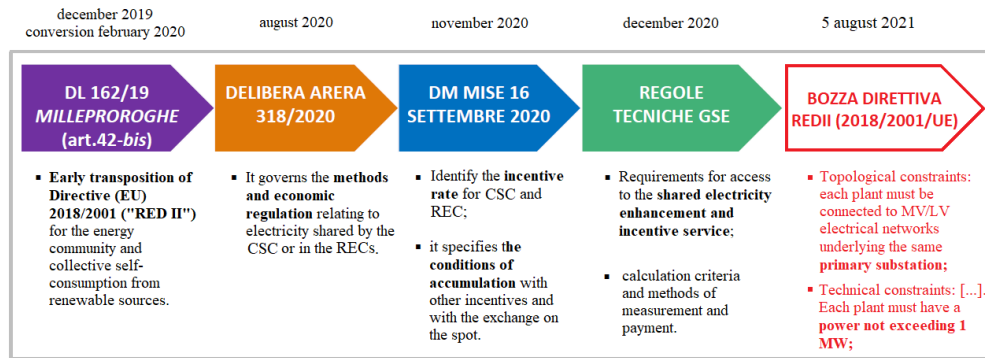 december 2019
conversion february 2020
august 2020
november 2020
december 2020
5 august 2021
DL 162/19
MILLEPROROGHE
(art.42-bis)
DELIBERA ARERA
318/2020
DM MISE 16
SETTEMBRE 2020
REGOLE
TECNICHE GSE
BOZZA DIRETTIVA
REDII (2018/2001/UE)
▪ Early transposition of
Directive (EU)
2018/2001 ("RED II")
for the energy
community and
collective self-
consumption from
renewable sources.
▪ It governs the methods
and economic
regulation relating to
electricity shared by the
CSC or in the RECs.
▪ Identify the incentive
rate for CSC and
REC;
▪ it specifies the
conditions of
accumulation with
other incentives and
with the exchange on
the spot.
▪ Requirements for access
to the shared electricity
enhancement and
incentive service;
▪ calculation criteria
and methods of
measurement and
payment.
▪ Topological constraints:
each plant must be
connected to MV/LV
electrical networks
underlying the same
primary substation;
▪ Technical constraints: [...].
Each plant must have a
power not exceeding 1
MW;